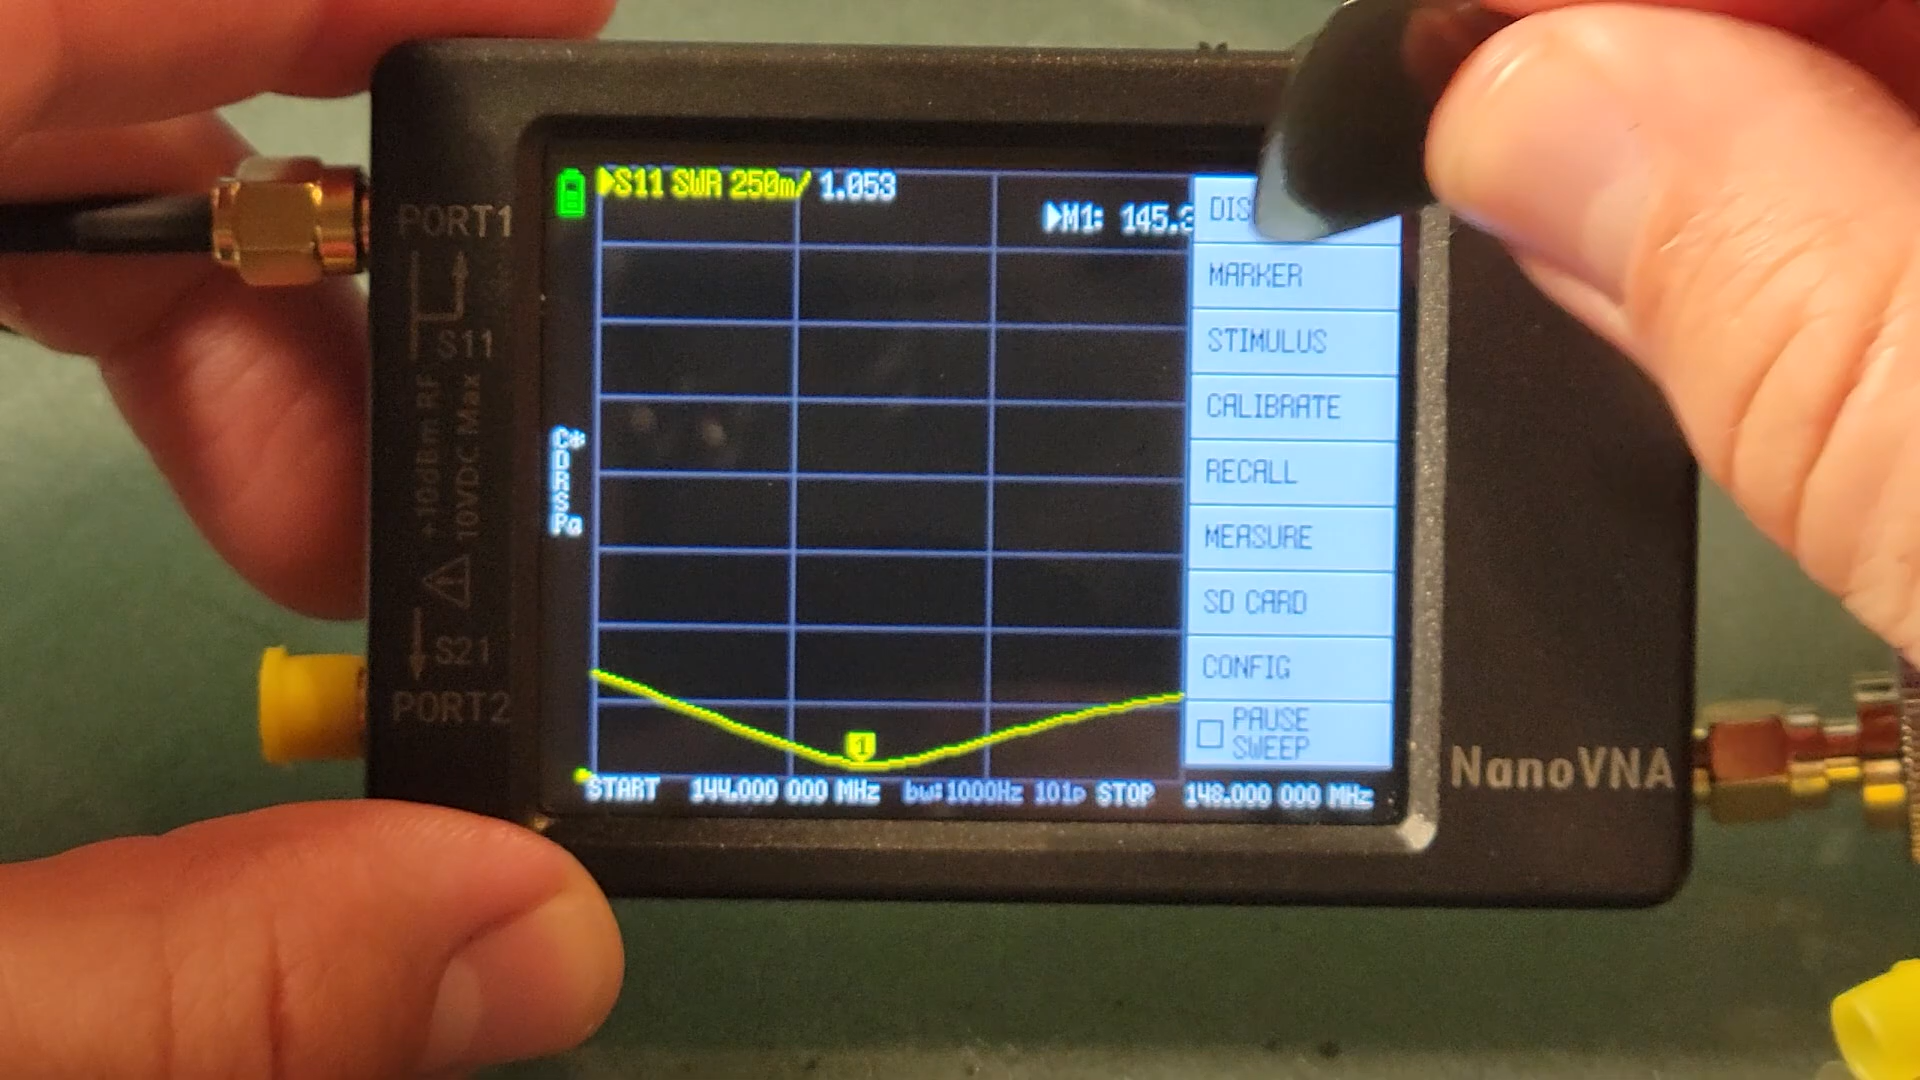 S11 SWR 250m/ 1.053
M1: 145.3
DIS
MARKER
STIMULUS
CALIBRATE
RECALL
MEASURE
SD CARD
CONFIG
PAUSE
SWEEP
START 144.000 000 MHz bw:1000Hz 101p STOP 148.000 000 MHz
C*
D
R
S
P0
1
PORT1
S11
+10dBm RF
10VDC Max
S21
PORT2
NanoVNA